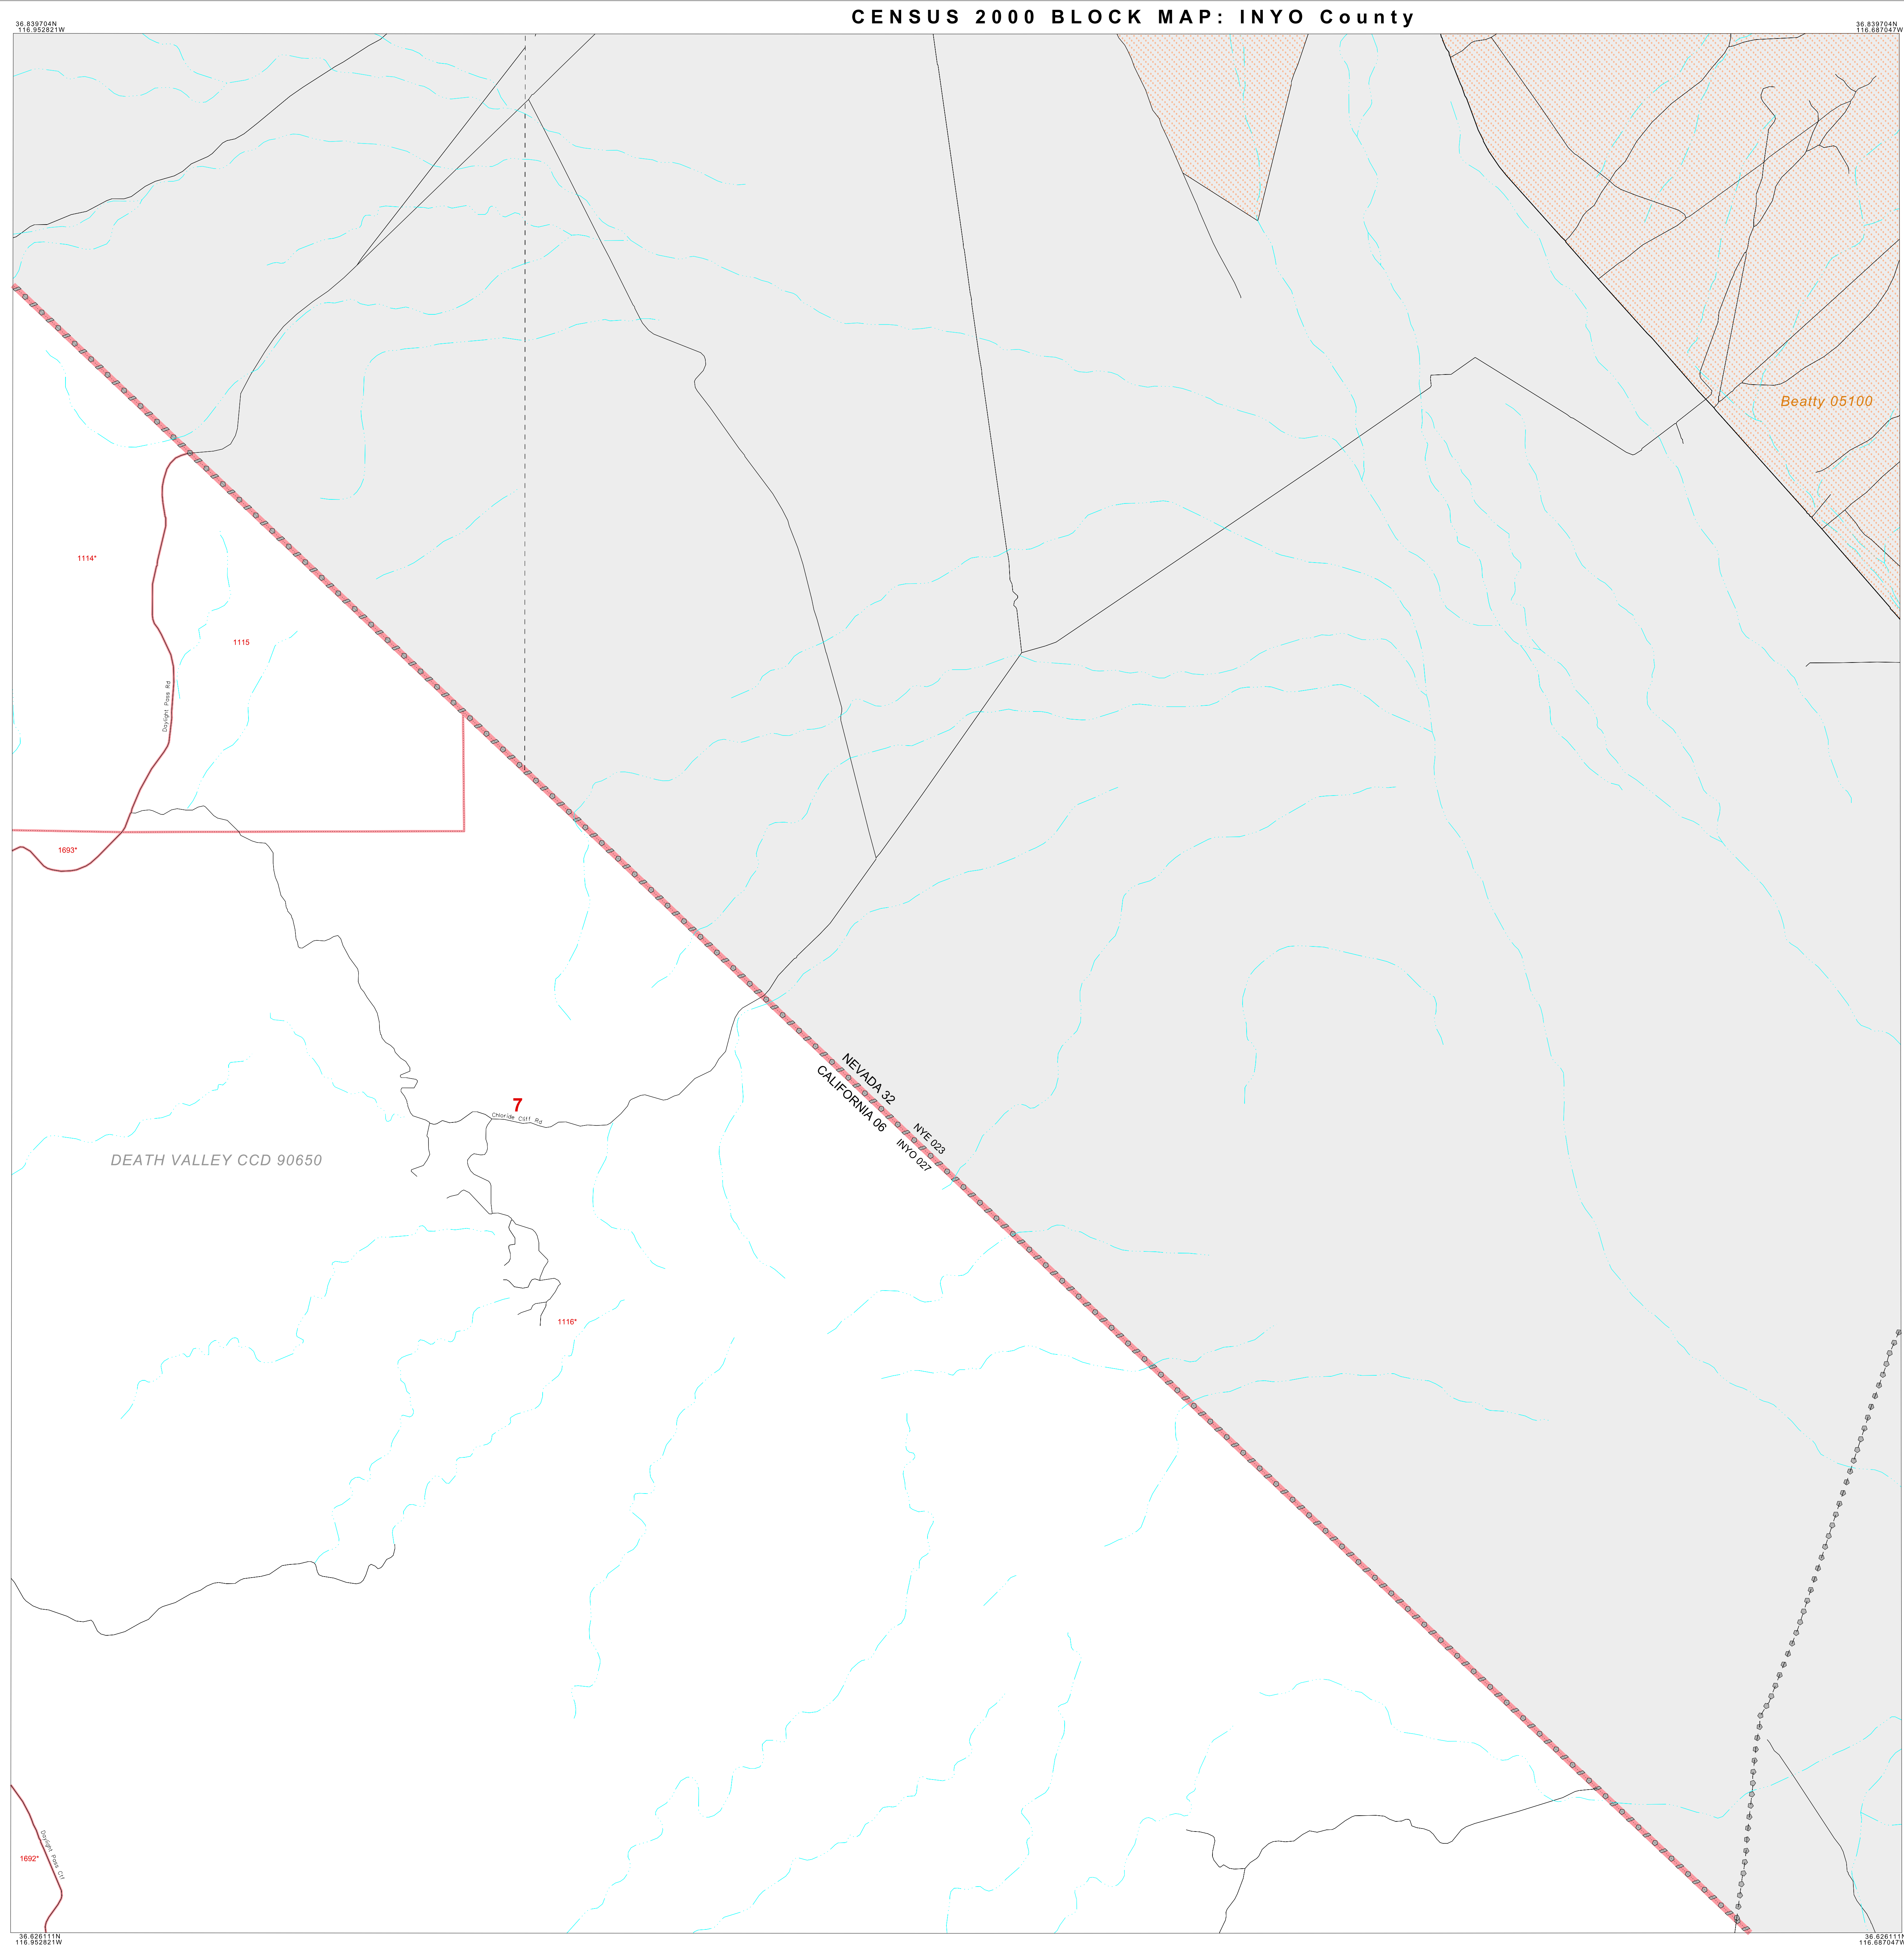 CENSUS 2000 BLOCK MAP: INYO County
36.839704N
116.952821W
36.839704N
116.687047W
Beatty 05100
1114*
1115
Daylight Pass Rd
1693*
NEVADA 32
CALIFORNIA 06
NYE 023
INYO 027
7
Chloride Cliff Rd
DEATH VALLEY CCD 90650
1116*
1692*
Daylight Pass Ctf
36.626111N
116.952821W
36.626111N
116.687047W